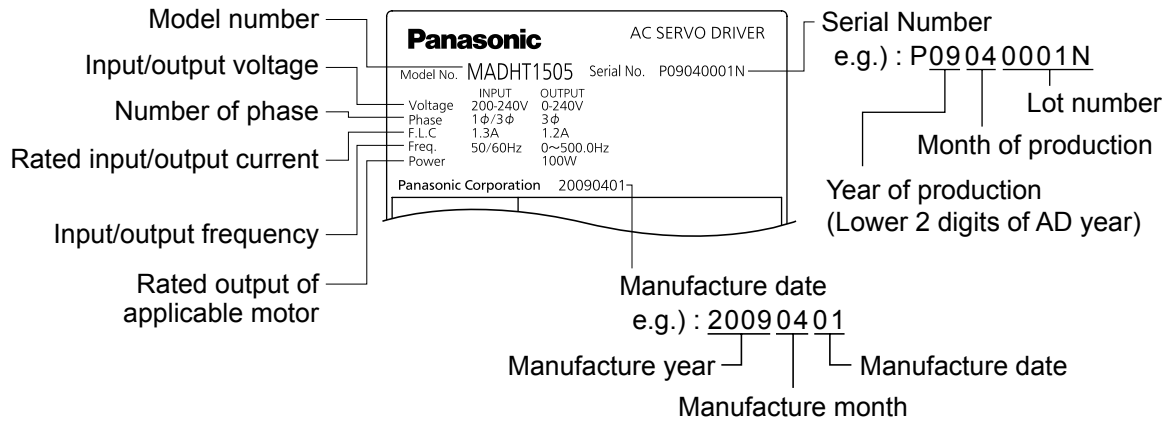 Model number
Input/output voltage
Number of phase
Rated input/output current
Input/output frequency
Rated output of
applicable motor
Panasonic AC SERVO DRIVER
Model No. MADHT1505 Serial No. P09040001N
INPUT OUTPUT
Voltage 200-240V 0-240V
Phase 1ϕ/3ϕ 3ϕ
F.L.C 1.3A 1.2A
Freq. 50/60Hz 0～500.0Hz
Power 100W
Panasonic Corporation 20090401
Serial Number
e.g.) : P09040001N
Lot number
Month of production
Year of production
(Lower 2 digits of AD year)
Manufacture date
e.g.) : 20090401
Manufacture year
Manufacture date
Manufacture month